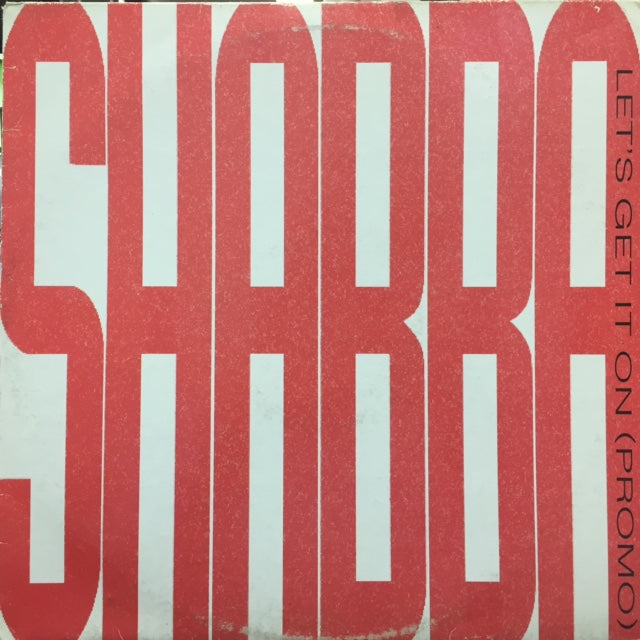 SHABBA
LET'S GET IT ON (PROMO)